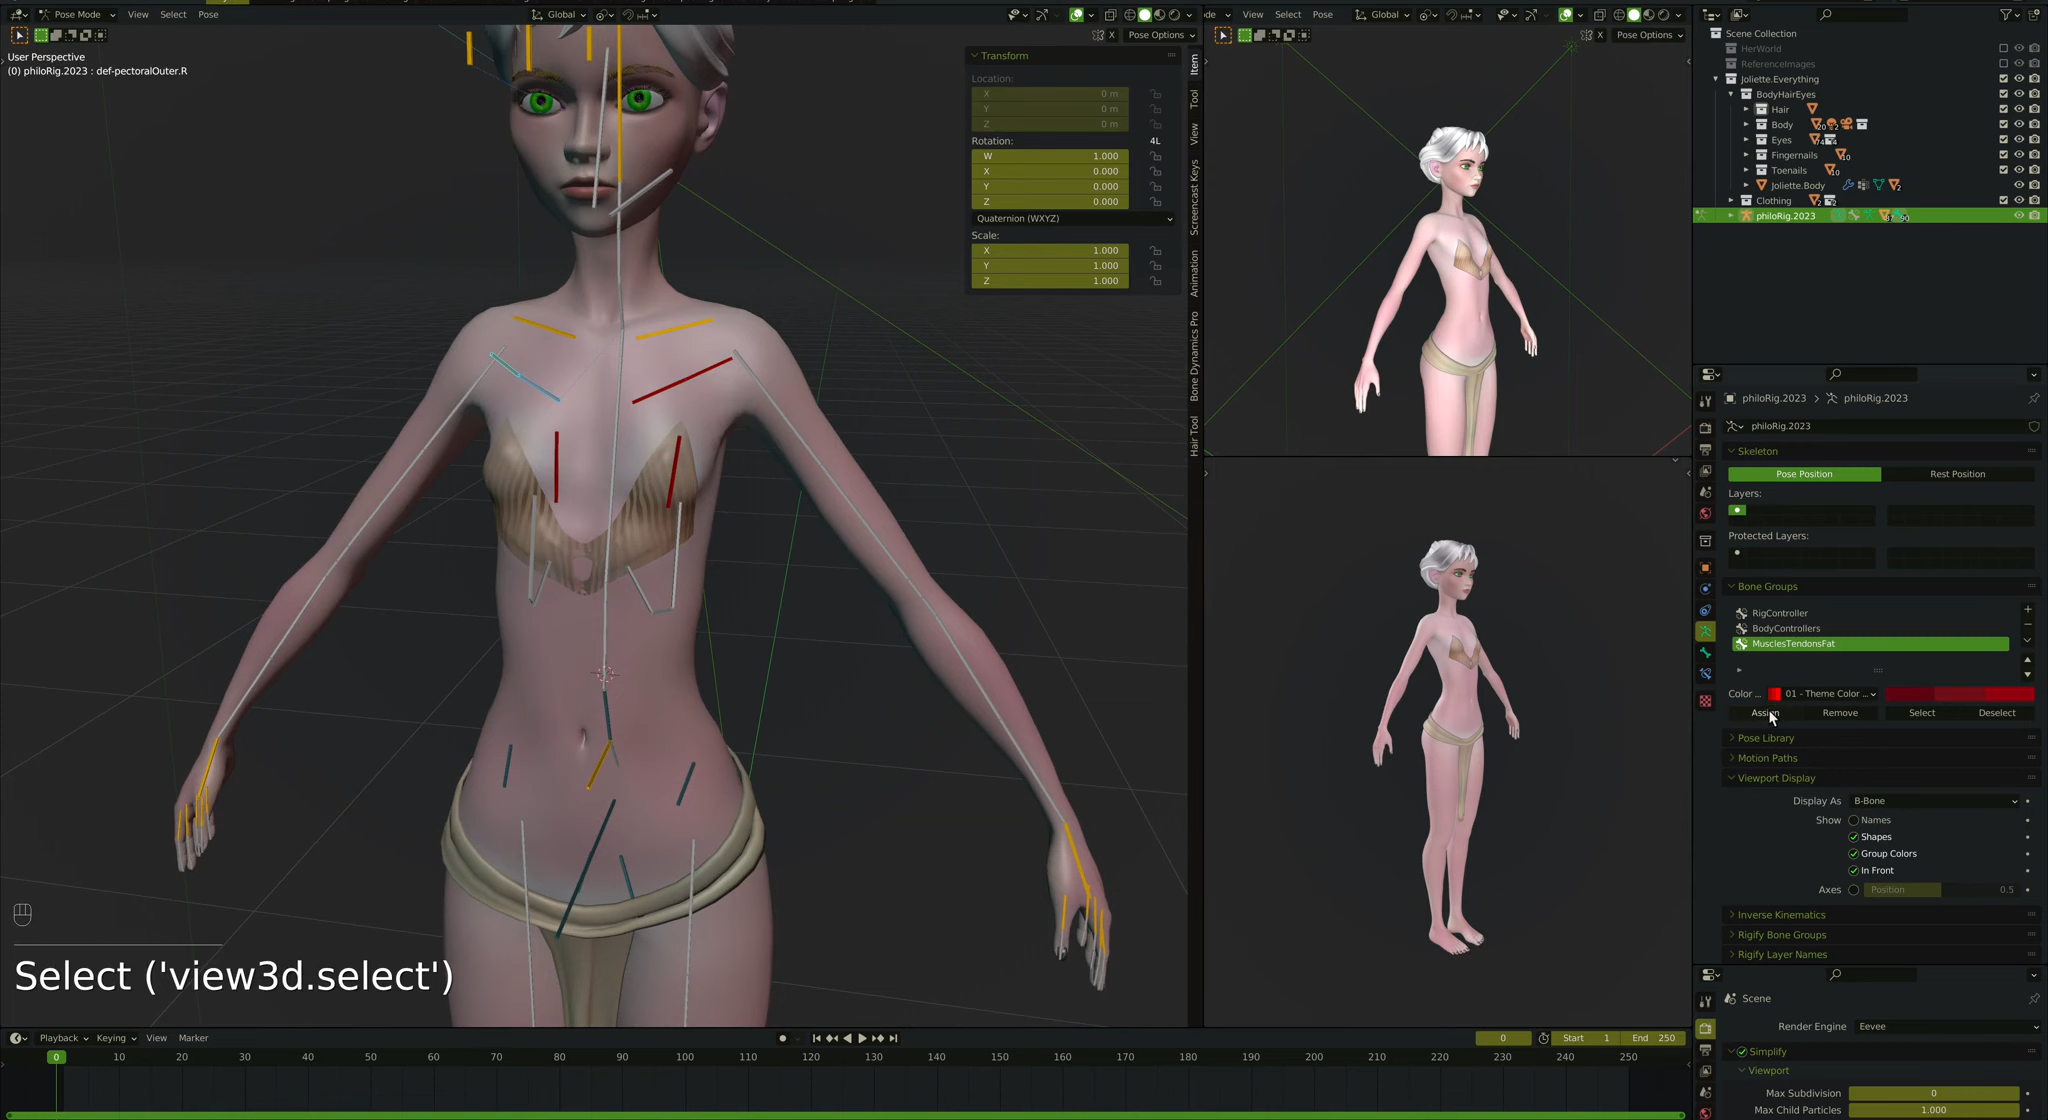 Pose Mode View Select Pose Global X Pose Options
User Perspective
(0) philoRig.2023 : def-pectoralOuter.R
Transform
Location:
X 0 m
Y 0 m
Z 0 m
Rotation: 4L
W 1.000
X 0.000
Y 0.000
Z 0.000
Quaternion (WXYZ)
Scale:
X 1.000
Y 1.000
Z 1.000
Item
Tool
View
Screencast Keys
Animation
Bone Dynamics Pro
Hair Tool
Select ('view3d.select')
View Select Pose Global X Pose Options
Scene Collection
HerWorld
ReferenceImages
Joliette.Everything
BodyHairEyes
Hair
Body
Eyes
Fingernails 10
Toenails 10
Joliette.Body 2
Clothing 2 2
philoRig.2023
philoRig.2023 > philoRig.2023
philoRig.2023
Skeleton
Pose Position Rest Position
Layers:
Protected Layers:
Bone Groups
RigController
BodyControllers
MusclesTendonsFat
Color ... 01 - Theme Color ...
Assign Remove Select Deselect
Pose Library
Motion Paths
Viewport Display
Display As B-Bone
Show Names
Shapes
Group Colors
In Front
Axes Position 0.5
Inverse Kinematics
Rigify Bone Groups
Rigify Layer Names
Scene
Render Engine Eevee
Simplify
Viewport
Max Subdivision 0
Max Child Particles 1.000
Playback Keying View Marker 0 Start 1 End 250
0 10 20 30 40 50 60 70 80 90 100 110 120 130 140 150 160 170 180 190 200 210 220 230 240 250